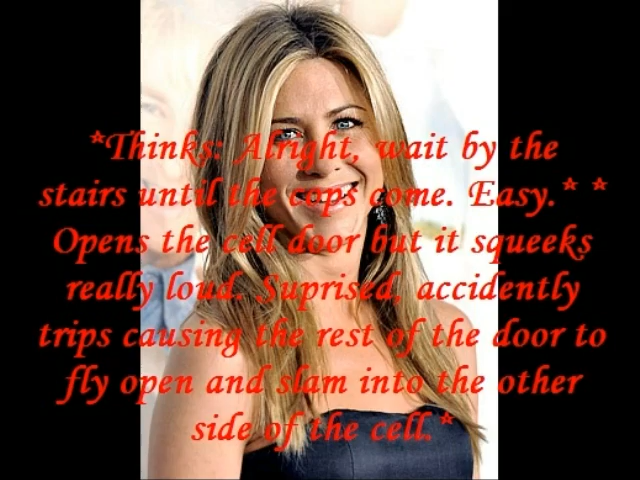 *Thinks: Alright, wait by the
stairs until the cops come. Easy.* *
Opens the cell door but it squeeks
really loud. Suprised, accidently
trips causing the rest of the door to
fly open and slam into the other
side of the cell.*